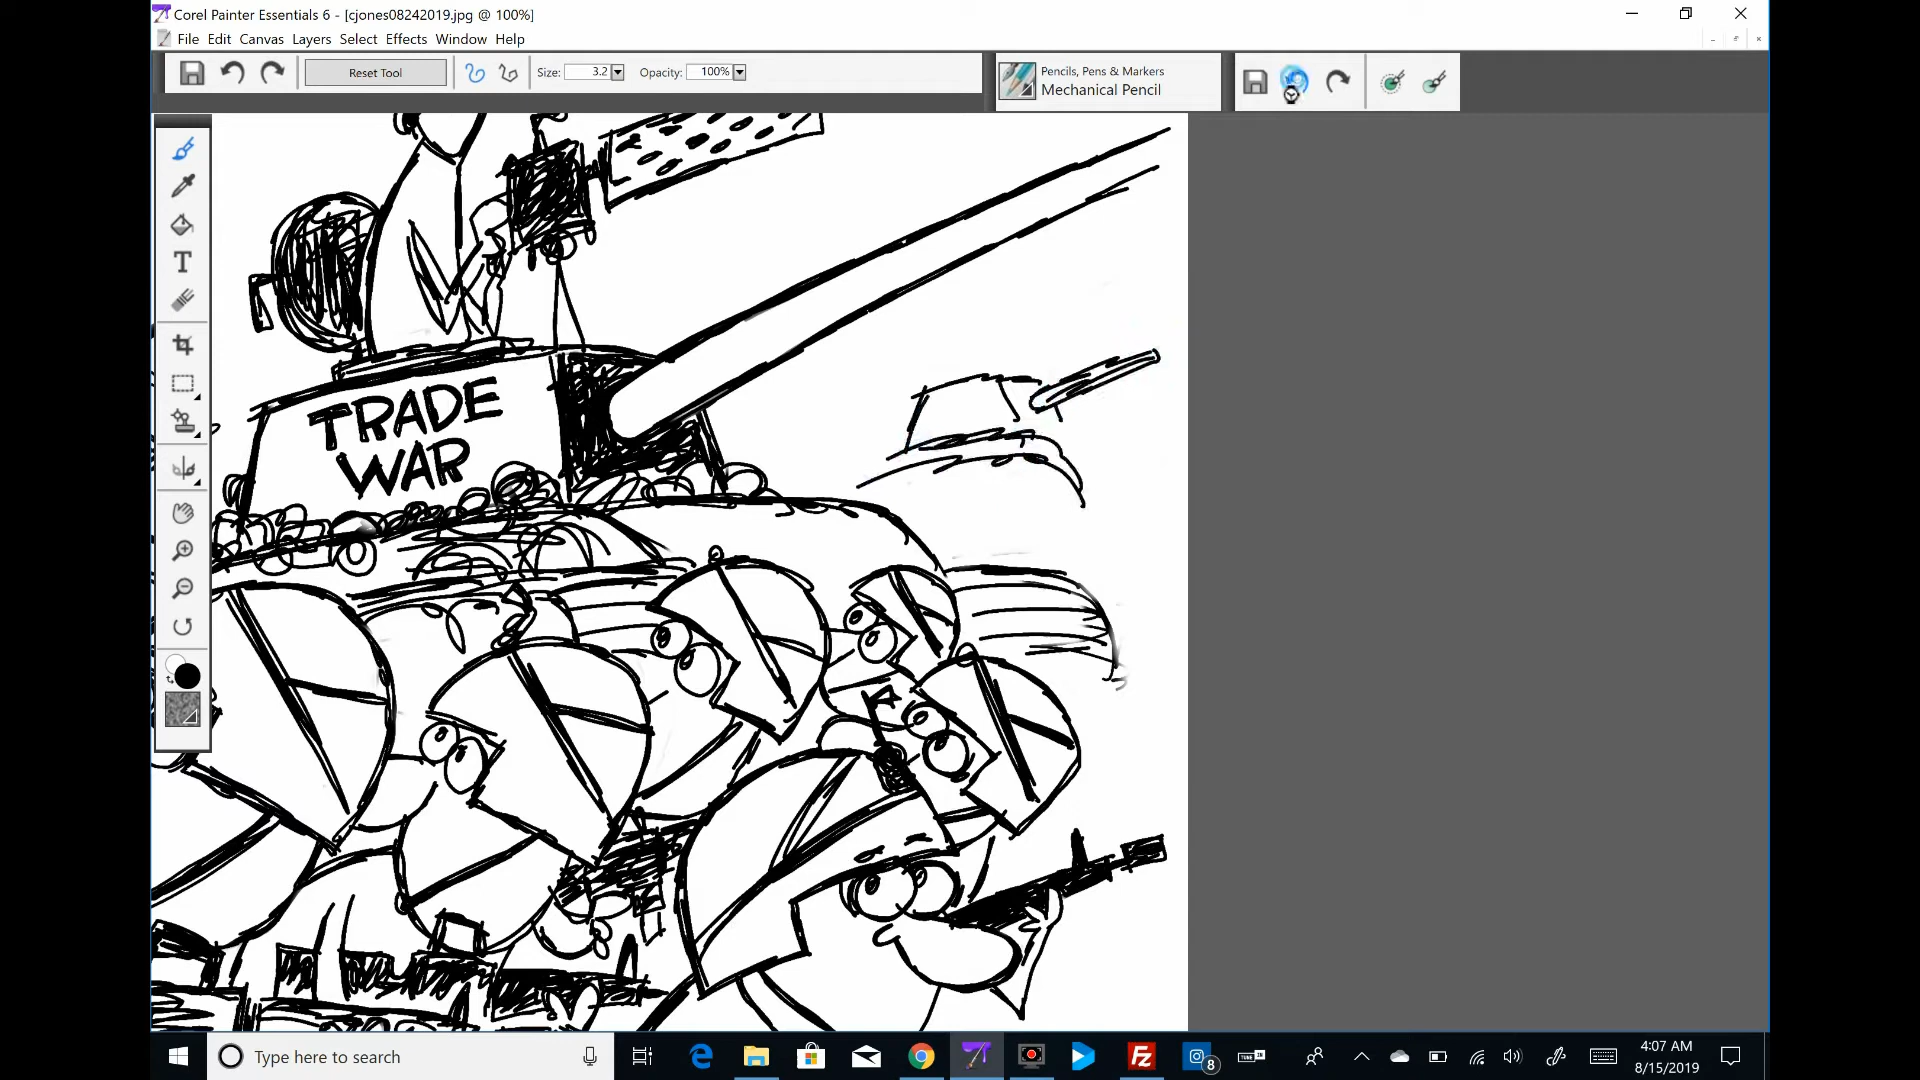 Corel Painter Essentials 6 - [cjones08242019.jpg @ 100%]
File Edit Canvas Layers Select Effects Window Help
Reset Tool
Size: 3.2
Opacity: 100%
Pencils, Pens & Markers
Mechanical Pencil
T
TRADE
WAR
Type here to search
8
4:07 AM
8/15/2019